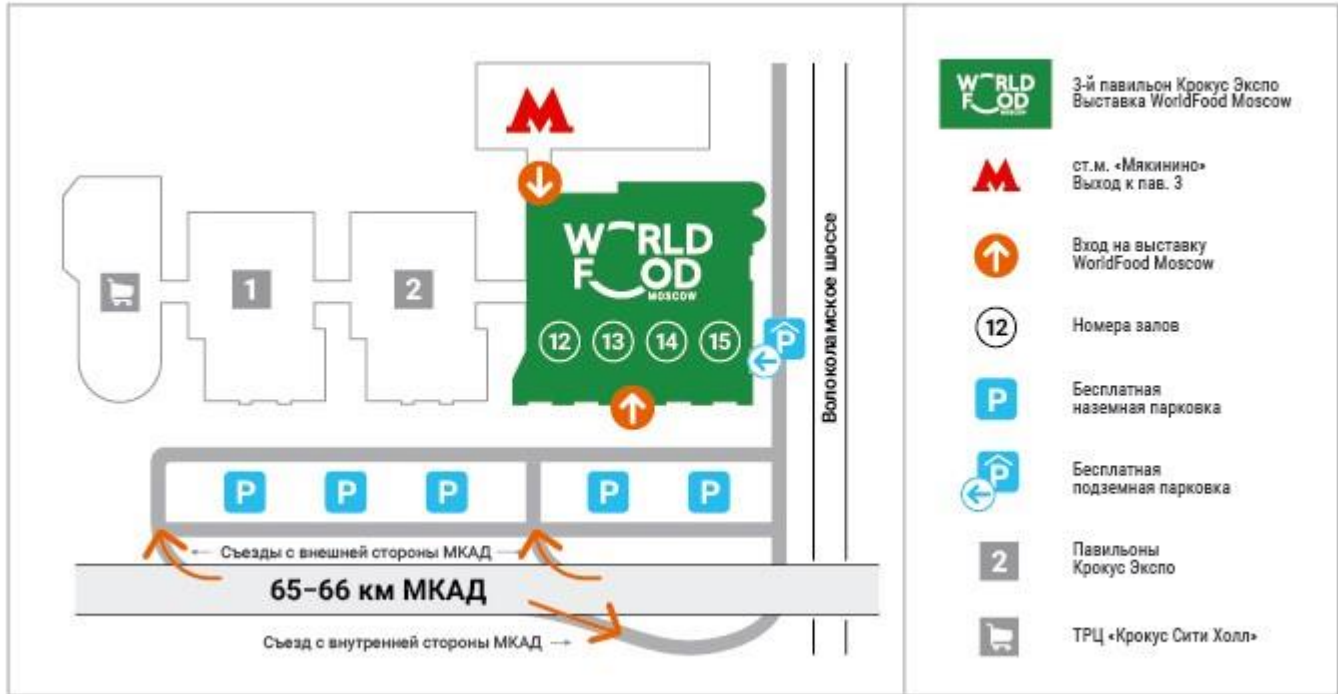 М
WORLD
FOOD
MOSCOW
1
2
12
13
14
15
P
Волоколамское шоссе
P
P
P
P
P
← Съезды с внешней стороны МКАД →
65–66 км МКАД
Съезд с внутренней стороны МКАД →
WORLD
FOOD
MOSCOW
3-й павильон Крокус Экспо
Выставка WorldFood Moscow
М
ст.м. «Мякинино»
Выход к пав. 3
Вход на выставку
WorldFood Moscow
12
Номера залов
P
Бесплатная
наземная парковка
P
Бесплатная
подземная парковка
2
Павильоны
Крокус Экспо
ТРЦ «Крокус Сити Холл»